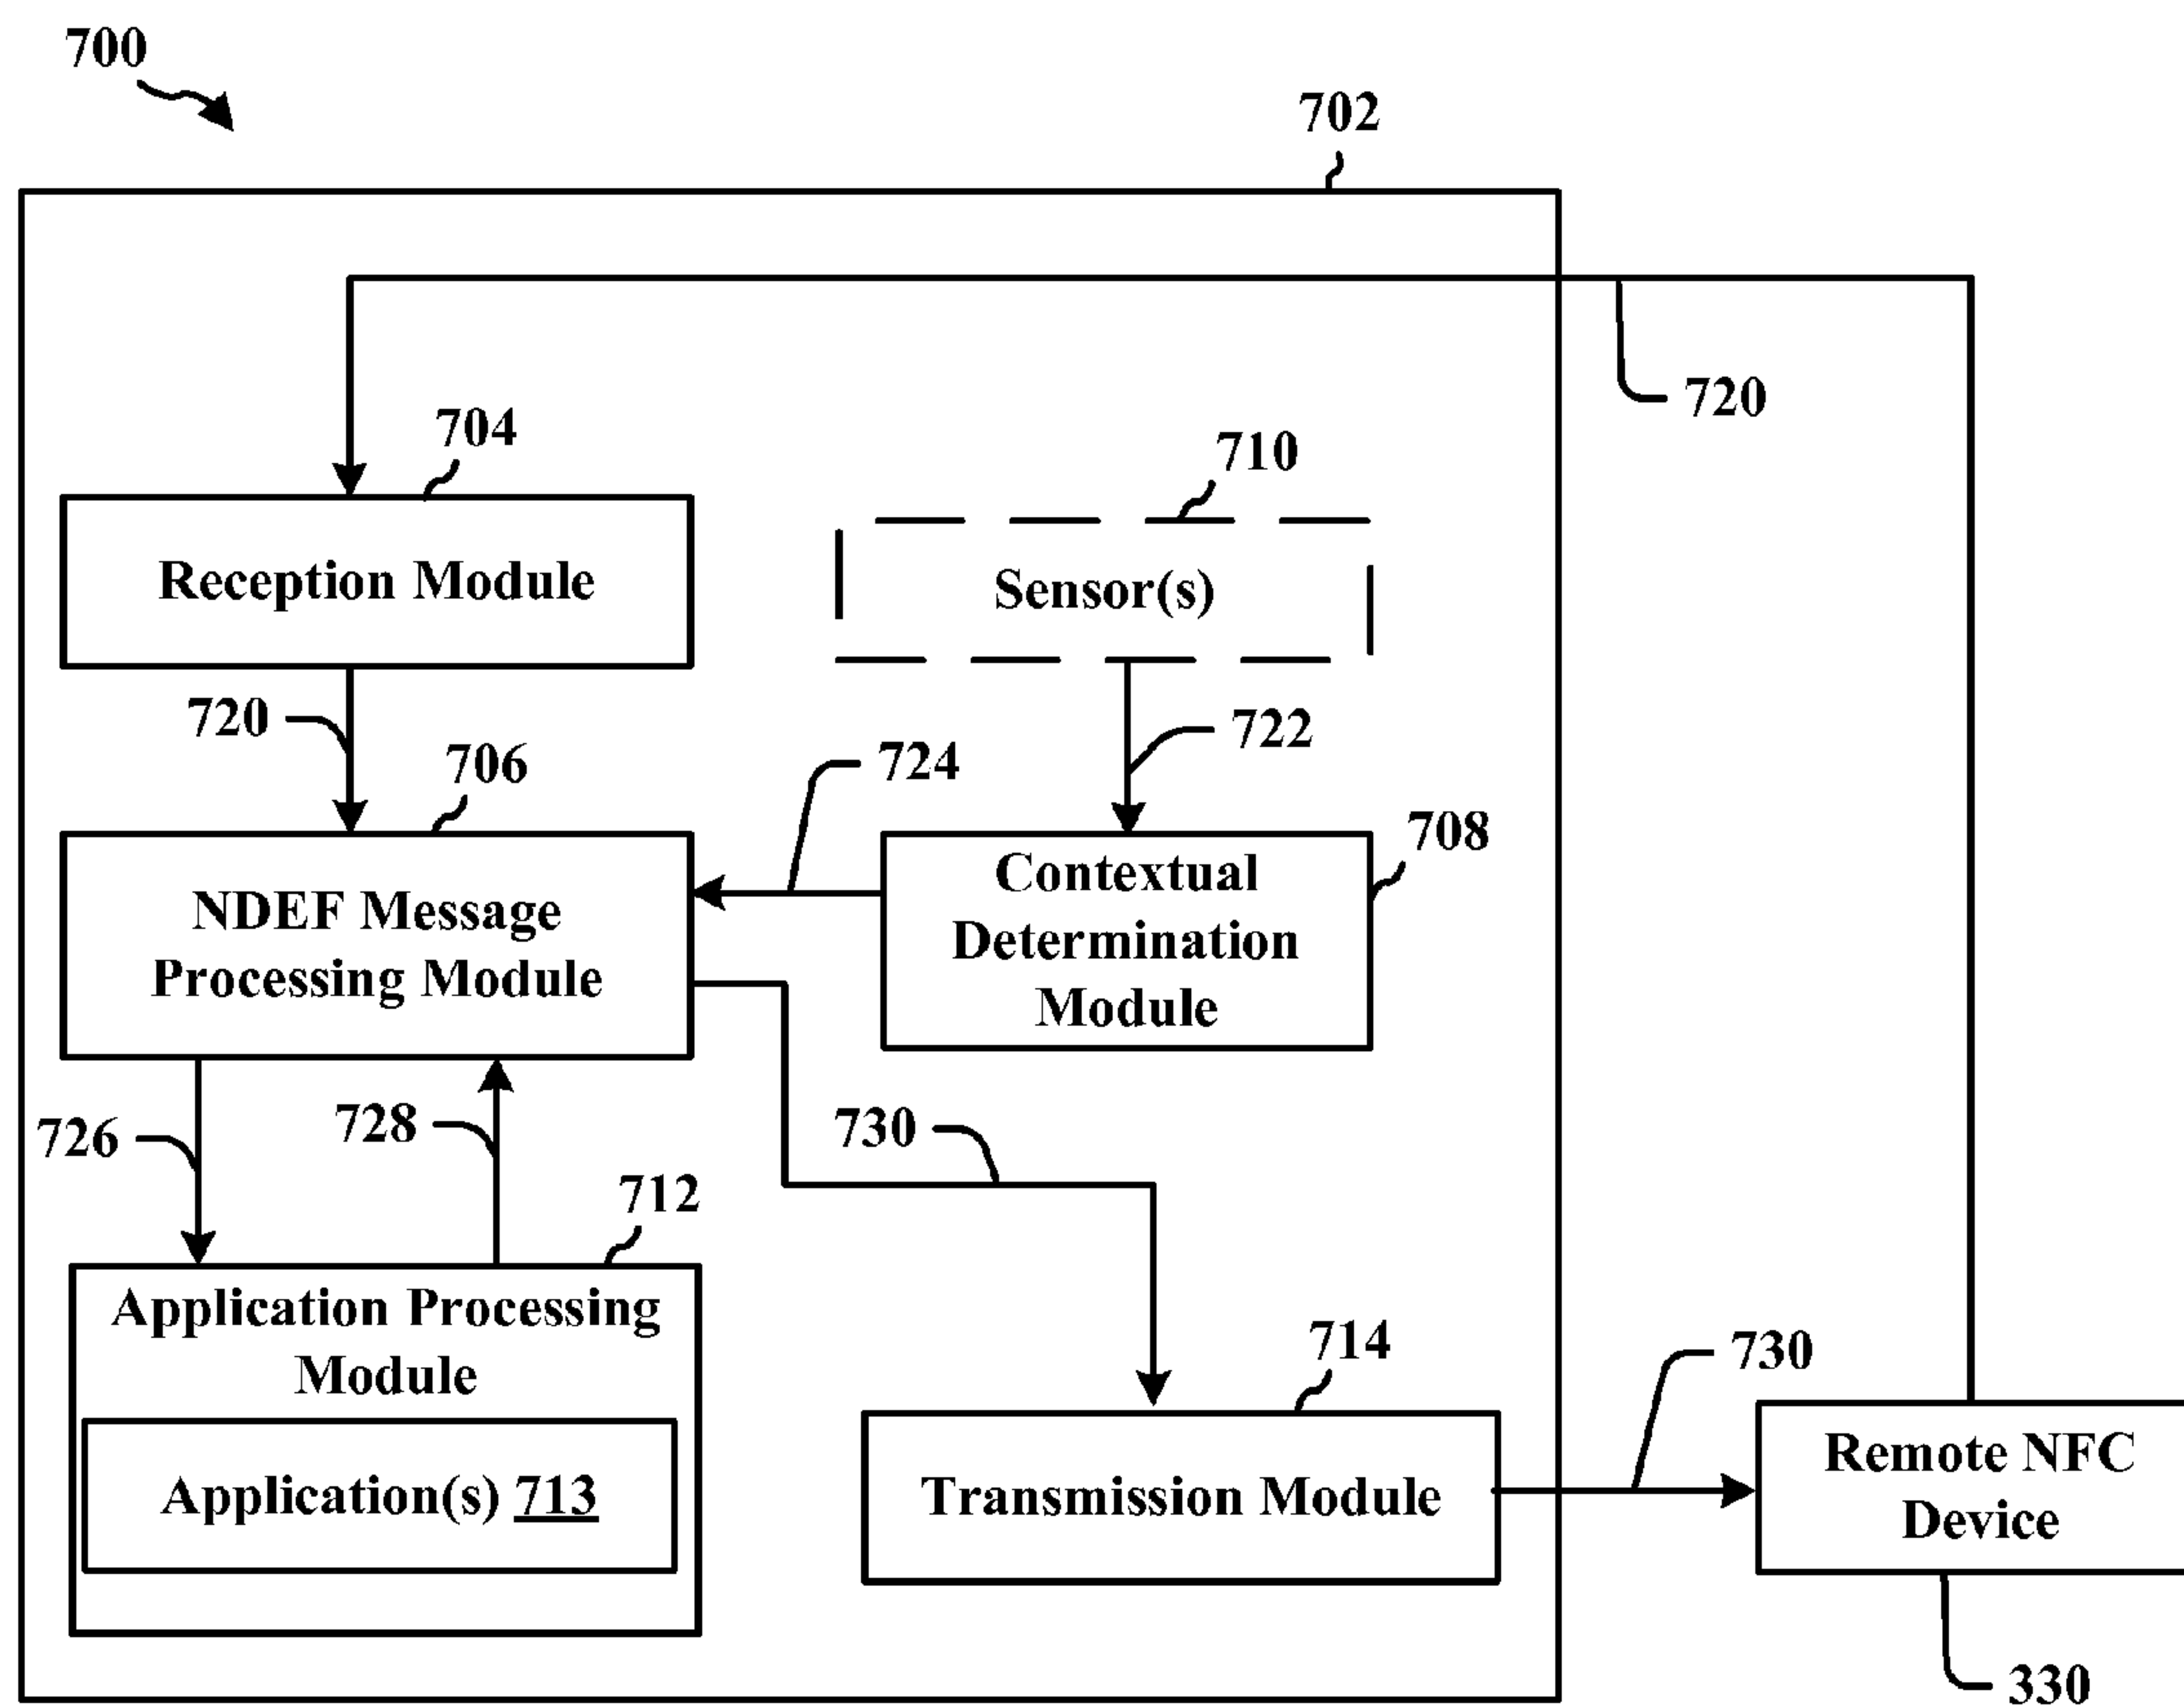 700
702
720
704
710
Reception Module
Sensor(s)
720
722
706
724
708
NDEF Message
Processing Module
Contextual
Determination
Module
726
728
730
712
Application Processing
Module
714
730
Application(s) 713
Transmission Module
Remote NFC
Device
330